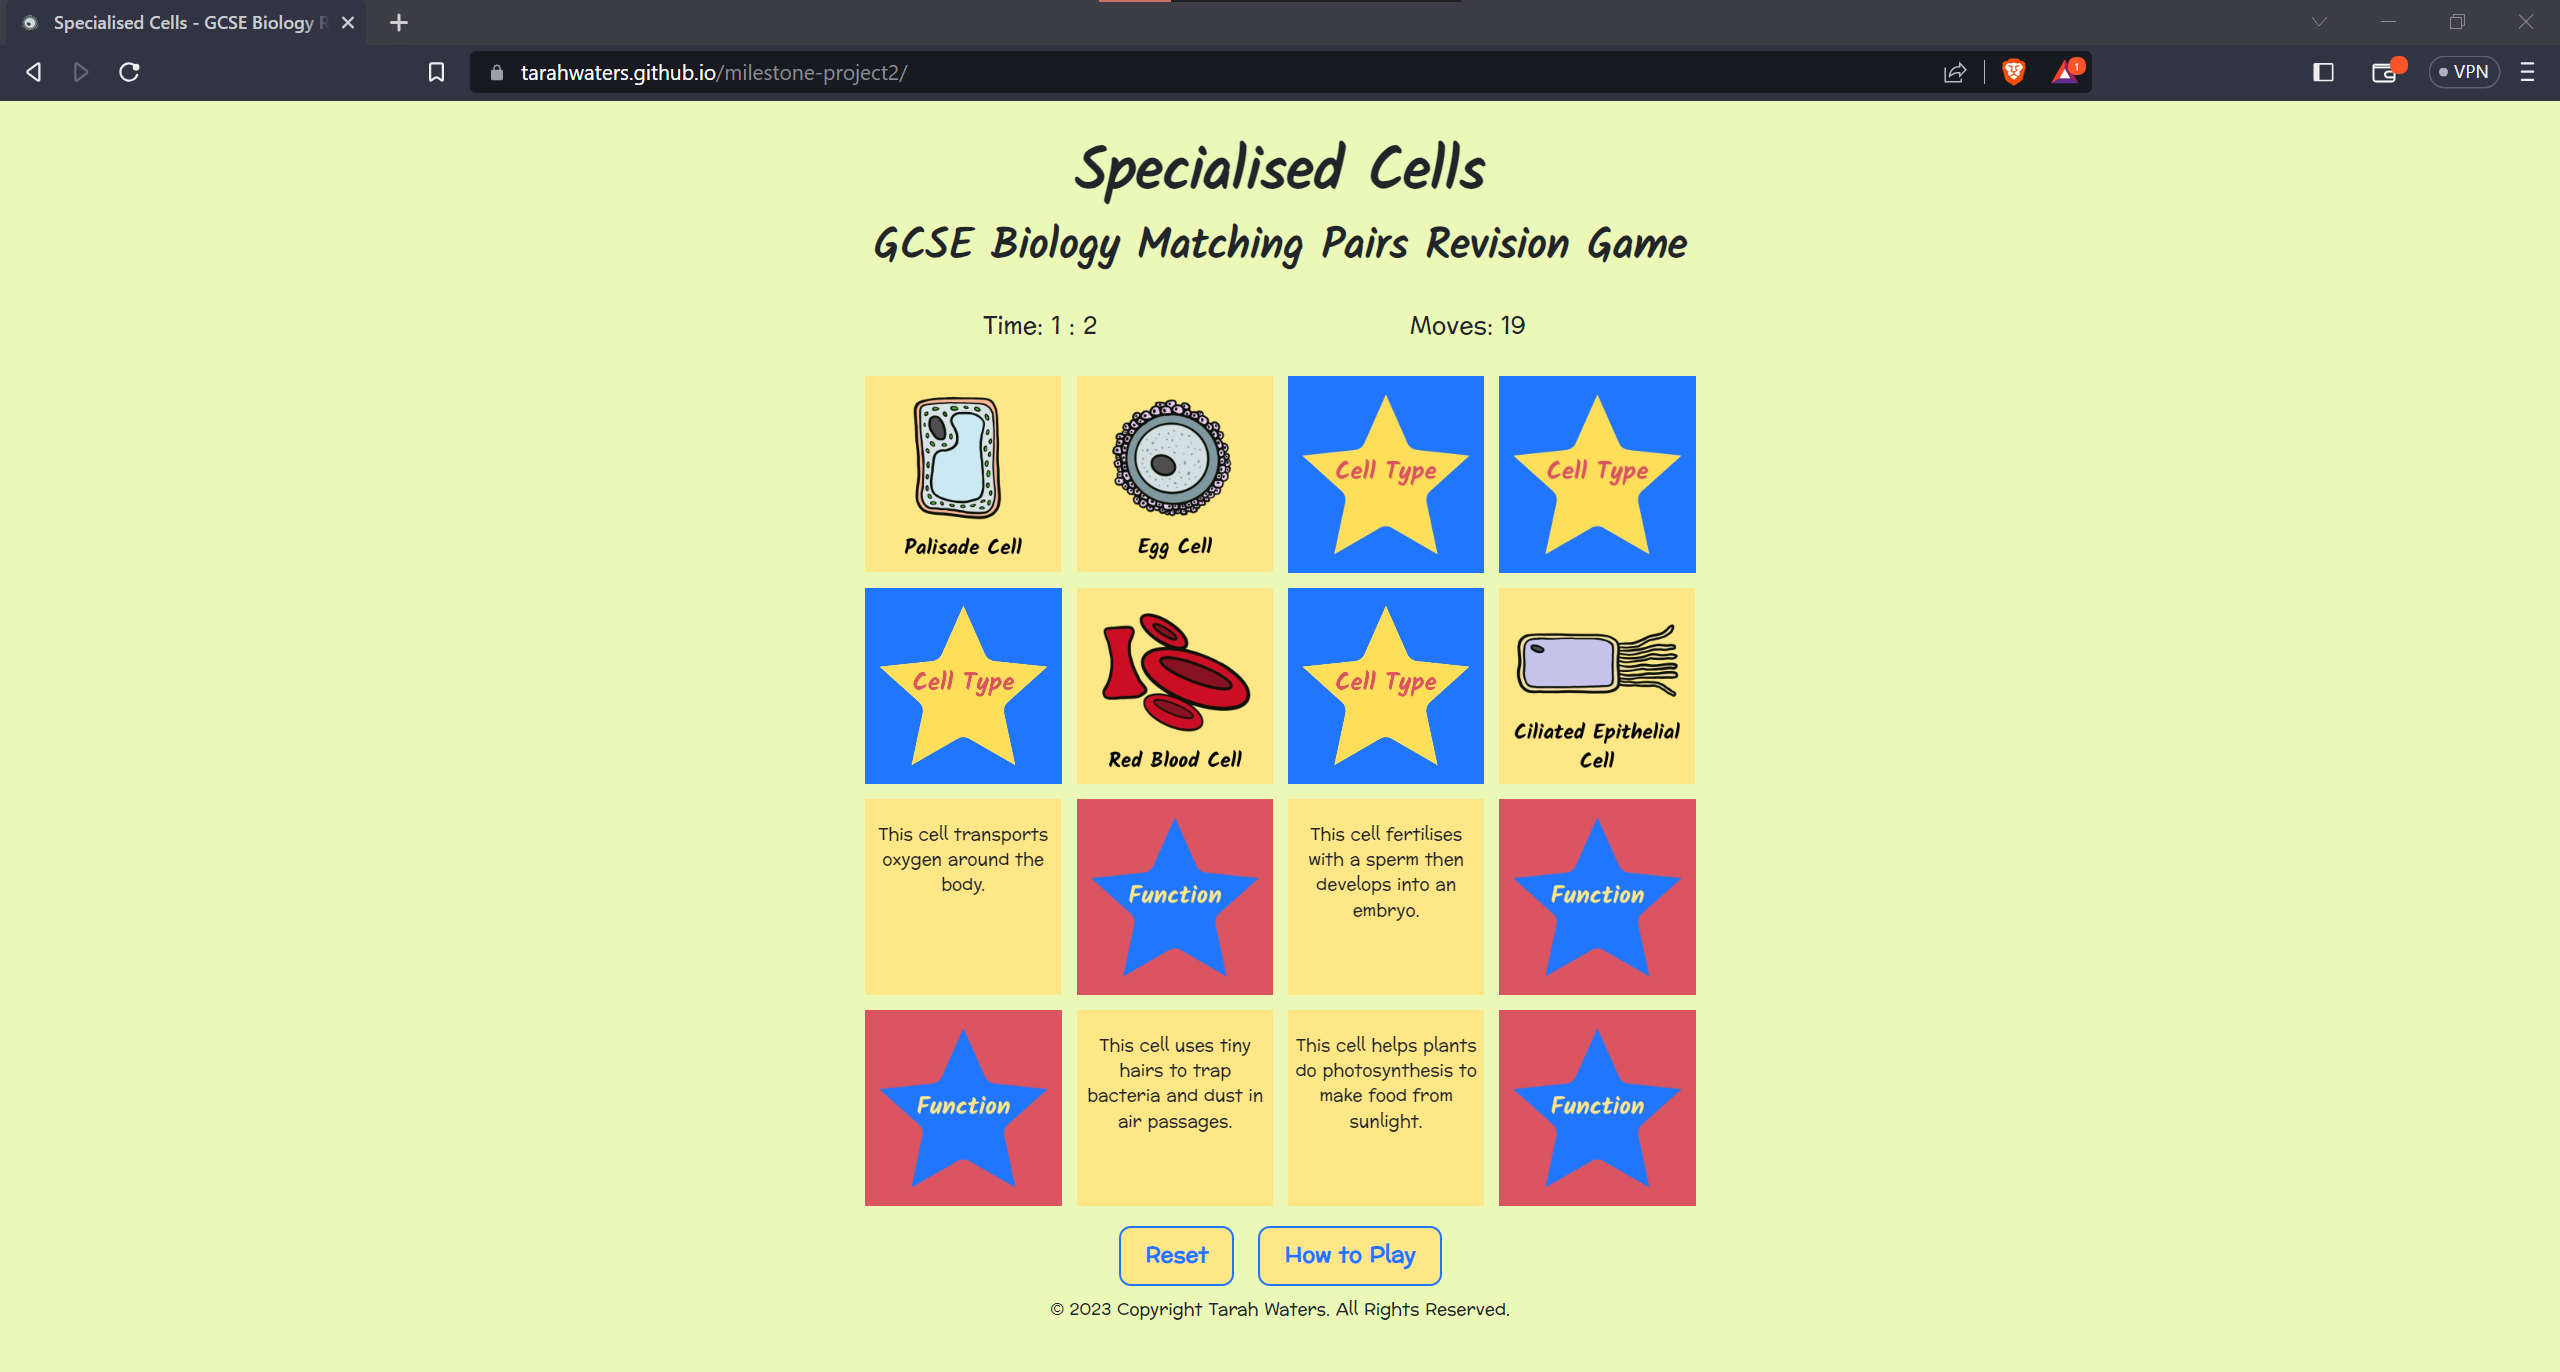 Specialised Cells - GCSE Biology R
tarahwaters.github.io/milestone-project2/
1
VPN
Specialised Cells
GCSE Biology Matching Pairs Revision Game
Time: 1 : 2
Moves: 19
Palisade Cell
Egg Cell
Cell Type
Cell Type
Cell Type
Red Blood Cell
Cell Type
Ciliated Epithelial
Cell
This cell transports
oxygen around the
body.
Function
This cell fertilises
with a sperm then
develops into an
embryo.
Function
Function
This cell uses tiny
hairs to trap
bacteria and dust in
air passages.
This cell helps plants
do photosynthesis to
make food from
sunlight.
Function
Reset
How to Play
© 2023 Copyright Tarah Waters. All Rights Reserved.